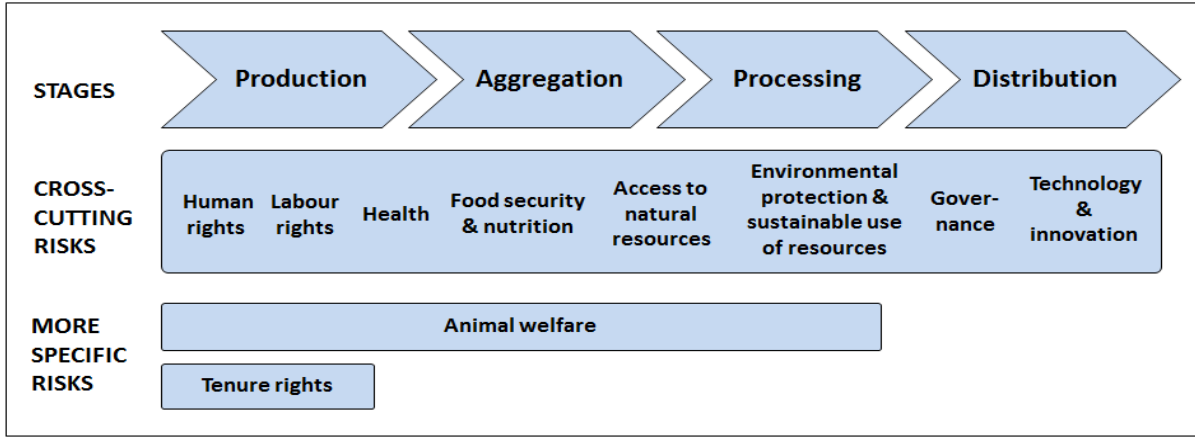 STAGES
Production
Aggregation
Processing
Distribution
CROSS-
CUTTING
RISKS
Human
rights
Labour
rights
Health
Food security
& nutrition
Access to
natural
resources
Environmental
protection &
sustainable use
of resources
Gover-
nance
Technology
&
innovation
MORE
SPECIFIC
RISKS
Animal welfare
Tenure rights